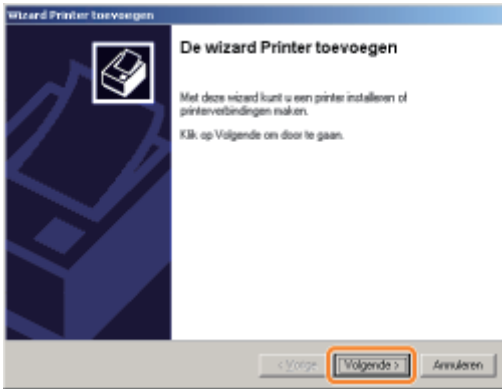 Wizard Printer toevoegen
De wizard Printer toevoegen
Met deze wizard kunt u een printer installeren of
printerverbindingen maken.
Klik op Volgende om door te gaan.
< Vorige Volgende > Annuleren